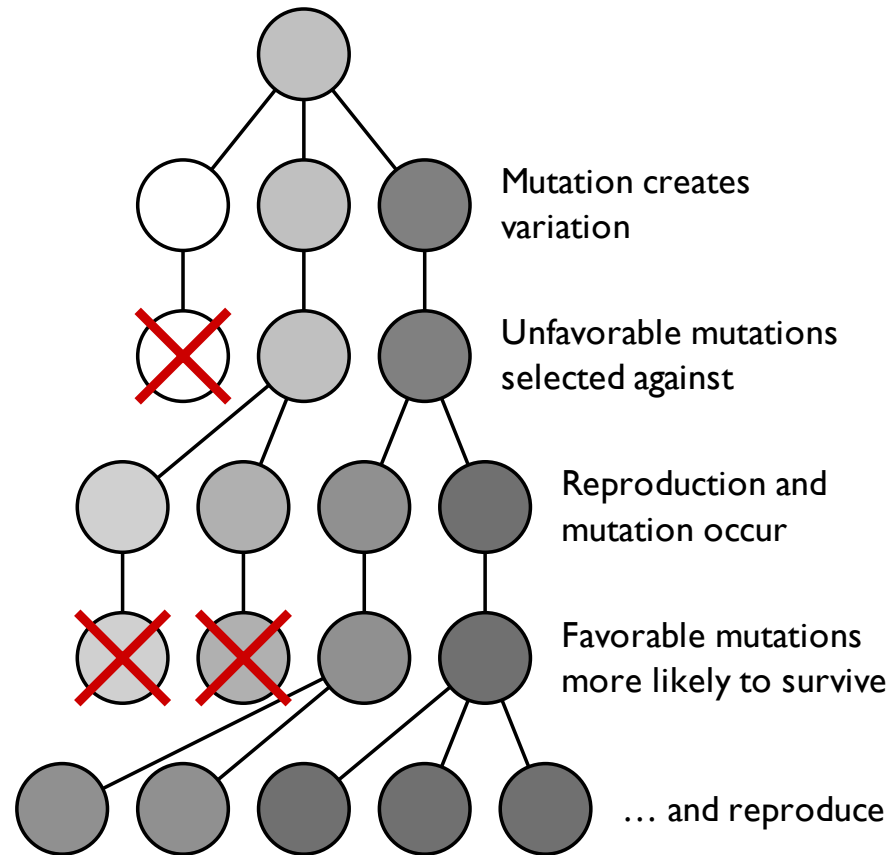 Mutation creates
variation
Unfavorable mutations
selected against
Reproduction and
mutation occur
Favorable mutations
more likely to survive
… and reproduce